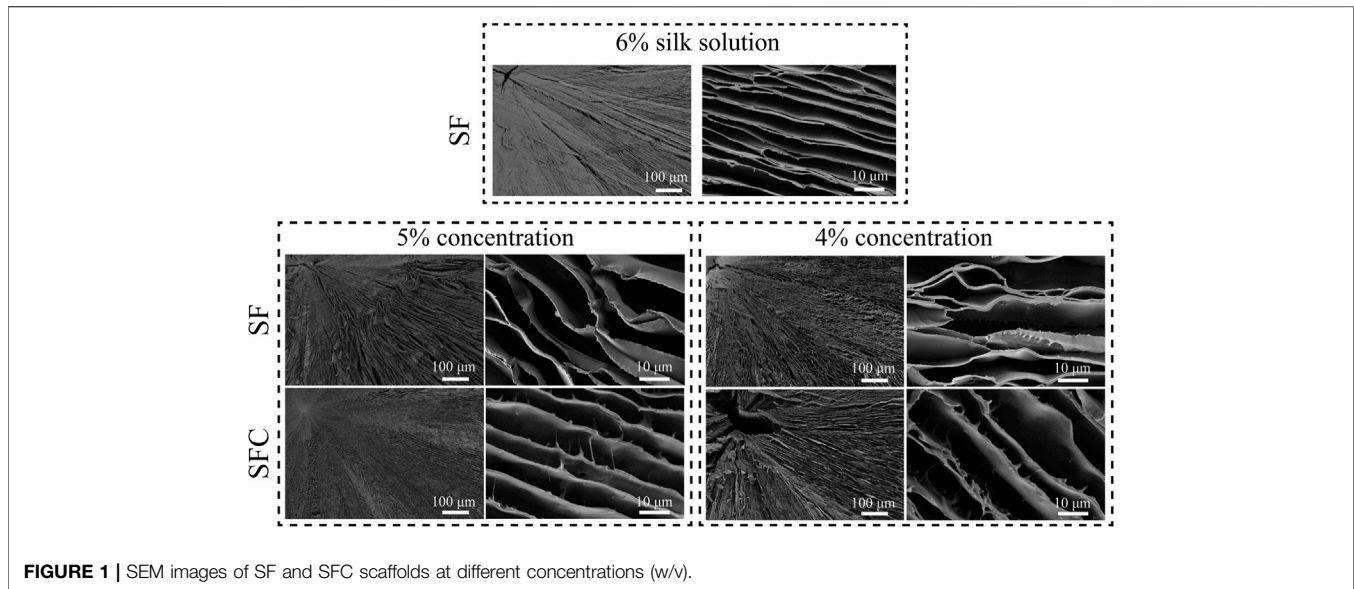 6% silk solution
SF
100 μm
10 μm
5% concentration
4% concentration
SF
100 μm
10 μm
100 μm
10 μm
SFC
100 μm
10 μm
100 μm
10 μm
FIGURE 1 | SEM images of SF and SFC scaffolds at different concentrations (w/v).